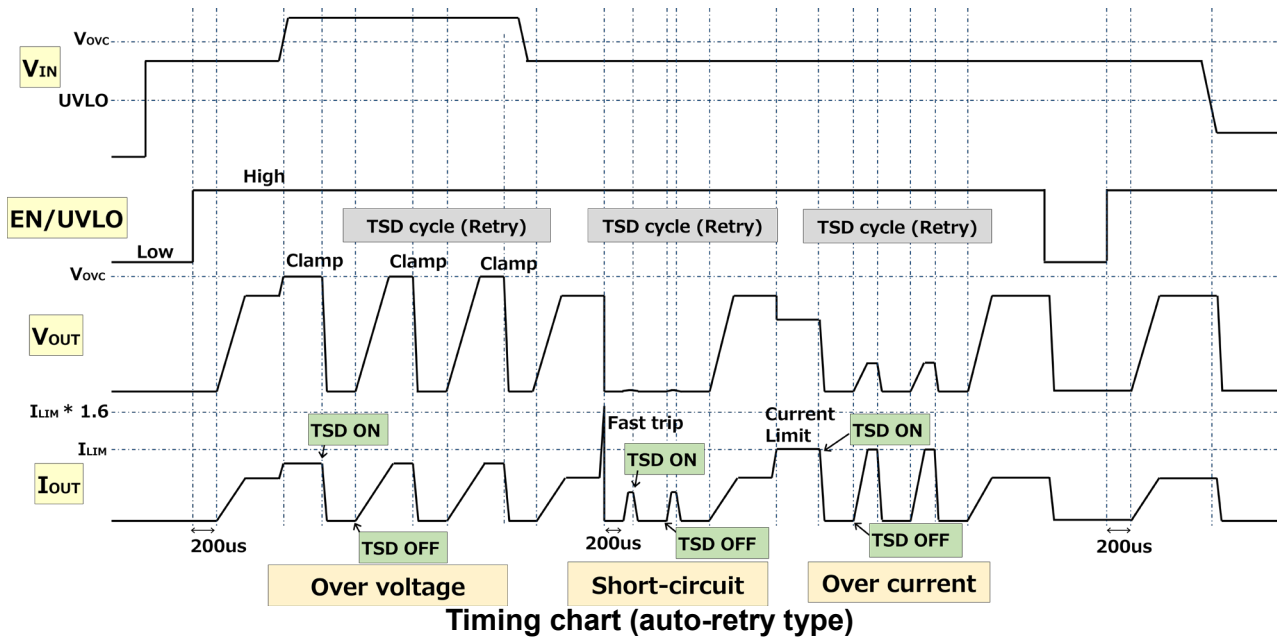 VOVC
VIN
UVLO
High
EN/UVLO
TSD cycle (Retry)
TSD cycle (Retry)
TSD cycle (Retry)
Low
VOVC
Clamp
Clamp
Clamp
VOUT
ILIM * 1.6
Fast trip
Current
Limit
TSD ON
TSD ON
ILIM
TSD ON
IOUT
200us
TSD OFF
200us
TSD OFF
TSD OFF
200us
Over voltage
Short-circuit
Over current
Timing chart (auto-retry type)